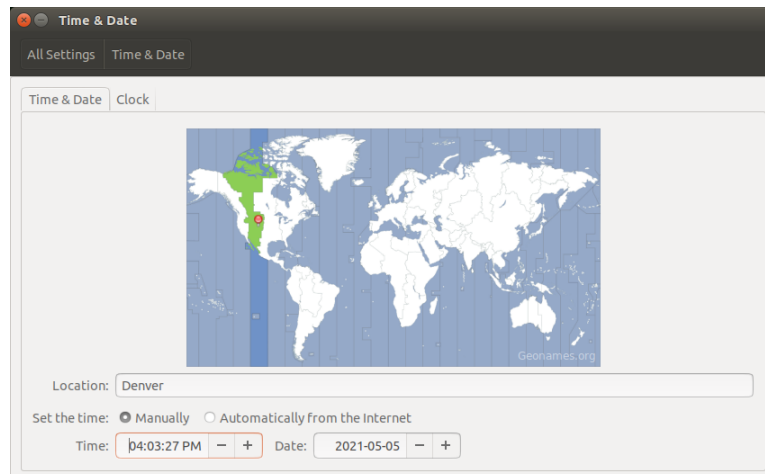 Time & Date
All Settings Time & Date
Time & Date Clock
Geonames.org
Location: Denver
Set the time: Manually Automatically from the Internet
Time: 04:03:27 PM − + Date: 2021-05-05 − +